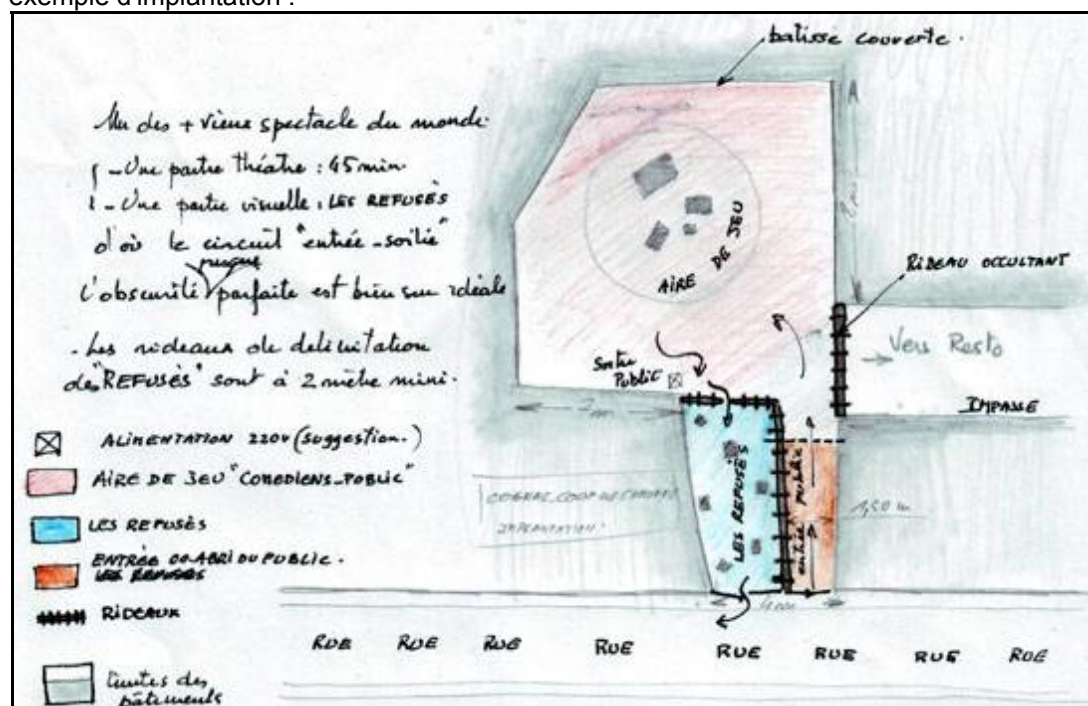 exemple d'implantation :
batisse couverte.
Un des + vieux spectacle du monde.
- Une partie théâtre : 45 min
- Une partie visuelle : LES REFUSÉS
d'où le circuit "entrée-sortie"
presque
L'obscurité parfaite est bien sur idéale
- Les rideaux de délimitation
des "REFUSÉS" sont à 2 mètre mini.
AIRE DE JEU
RIDEAU OCCULTANT
Vers Resto
IMPASSE
Sortie
Public
2m
ALIMENTATION 220V (suggestion.)
AIRE DE JEU "COMEDIENS-PUBLIC"
LES REFUSÉS
ENTRÉE OU ABRI DU PUBLIC.
LES REFUSÉS
RIDEAUX
limites des
bâtiments
LES REFUSÉS
entrée public
1,50 m
IMPLANTATION
4m
RUE RUE RUE RUE RUE RUE RUE RUE